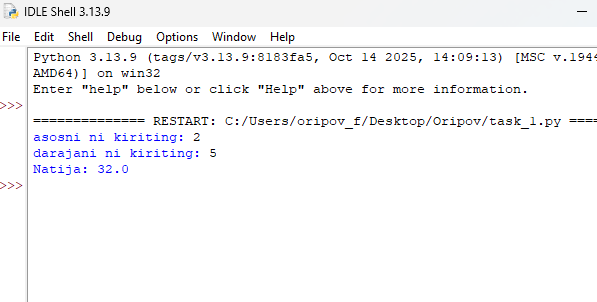 IDLE Shell 3.13.9
File Edit Shell Debug Options Window Help
Python 3.13.9 (tags/v3.13.9:8183fa5, Oct 14 2025, 14:09:13) [MSC v.1944
AMD64)] on win32
Enter "help" below or click "Help" above for more information.
>>>
============== RESTART: C:/Users/oripov_f/Desktop/Oripov/task_1.py ====
asosni ni kiriting: 2
darajani ni kiriting: 5
Natija: 32.0
>>>